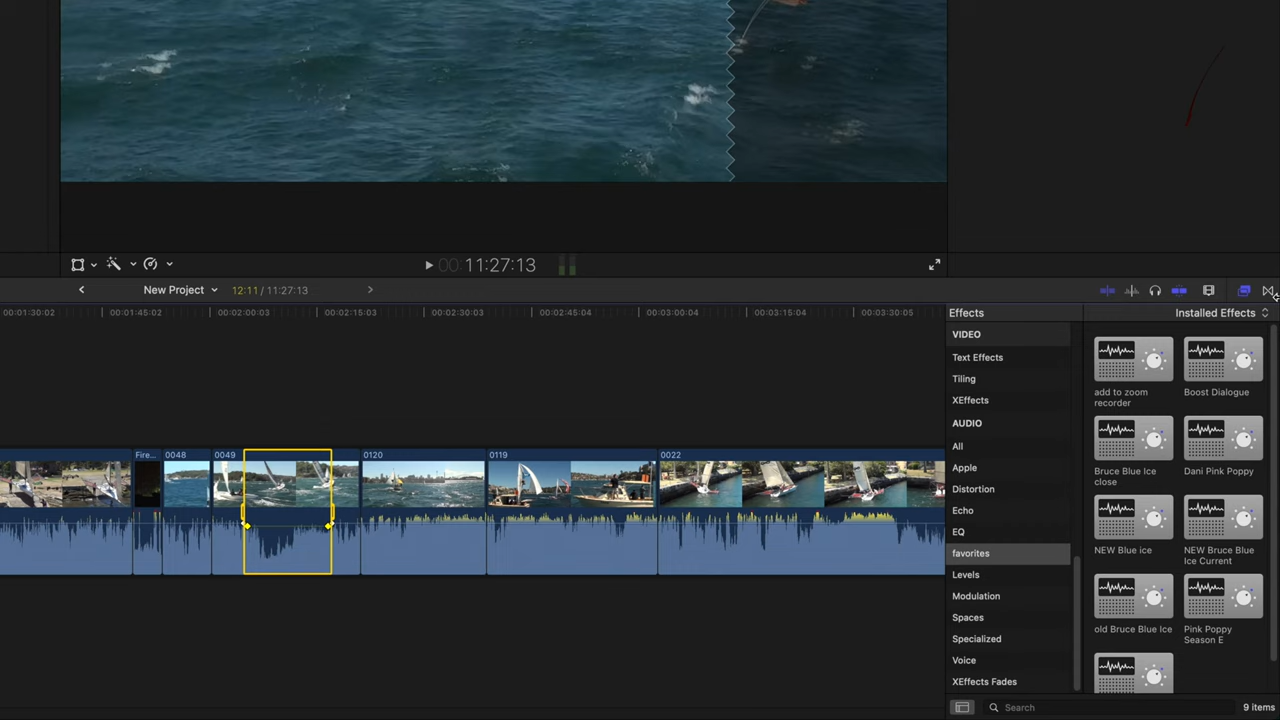 00:11:27:13
New Project
12:11 / 11:27:13
Effects
Installed Effects
00:01:30:02
00:01:45:02
00:02:00:03
00:02:15:03
00:02:30:03
00:02:45:04
00:03:00:04
00:03:15:04
00:03:30:05
VIDEO
Text Effects
Tiling
XEffects
AUDIO
All
Apple
Distortion
Echo
EQ
favorites
Levels
Modulation
Spaces
Specialized
Voice
XEffects Fades
add to zoom
recorder
Boost Dialogue
Bruce Blue Ice
close
Dani Pink Poppy
NEW Blue ice
NEW Bruce Blue
Ice Current
old Bruce Blue Ice
Pink Poppy
Season E
Fire...
0048
0049
0120
0119
0022
Search
9 items